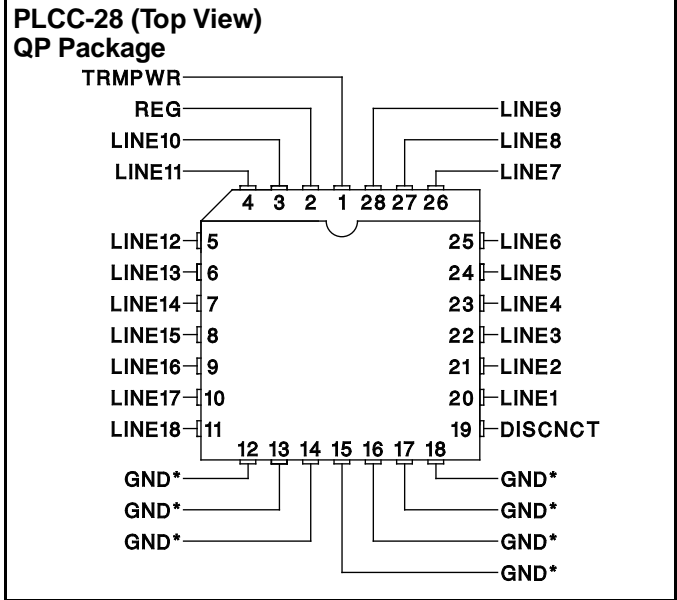 PLCC-28 (Top View)
QP Package
TRMPWR
REG LINE9
LINE10 LINE8
LINE11 LINE7
4 3 2 1 28 27 26
LINE12 5 25 LINE6
LINE13 6 24 LINE5
LINE14 7 23 LINE4
LINE15 8 22 LINE3
LINE16 9 21 LINE2
LINE17 10 20 LINE1
LINE18 11 19 DISCNCT
12 13 14 15 16 17 18
GND* GND*
GND* GND*
GND* GND*
GND*